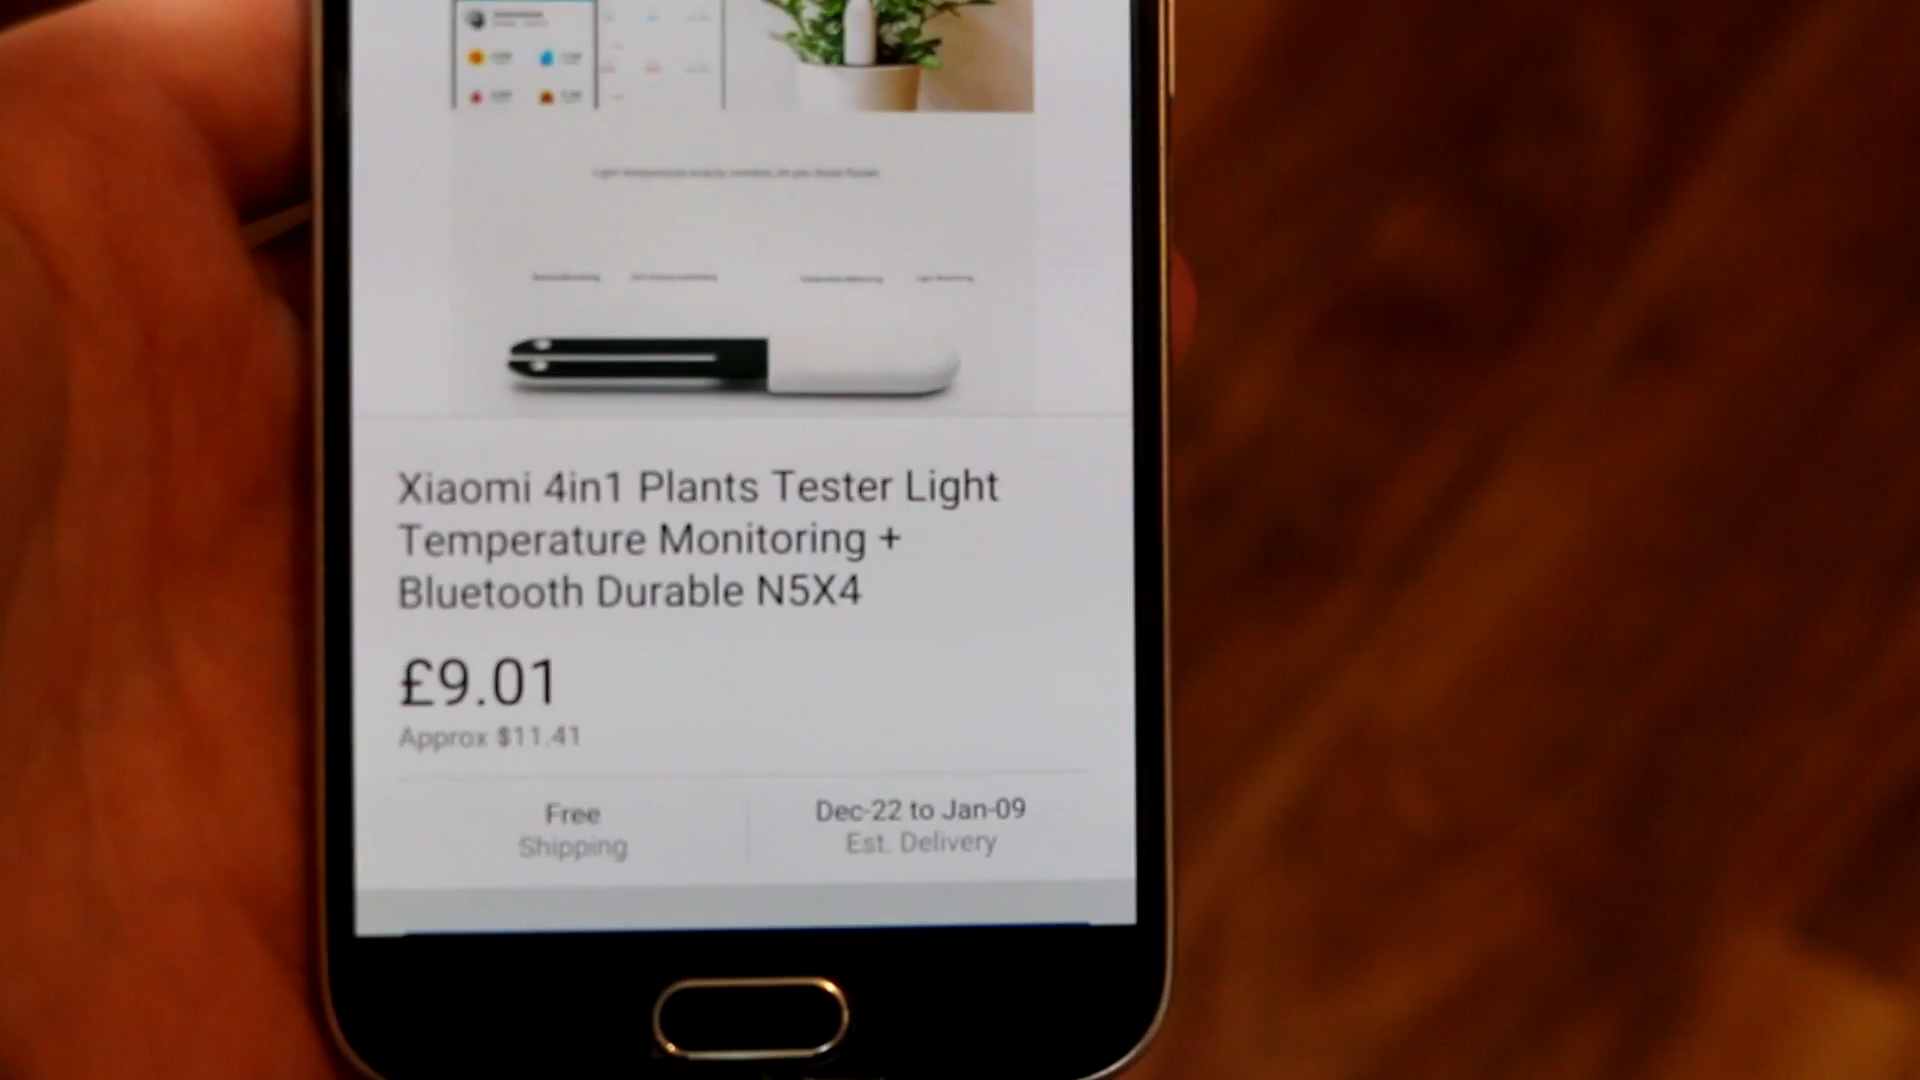 Xiaomi 4in1 Plants Tester Light
Temperature Monitoring +
Bluetooth Durable N5X4
£9.01
Approx $11.41
Free
Shipping
Dec-22 to Jan-09
Est. Delivery